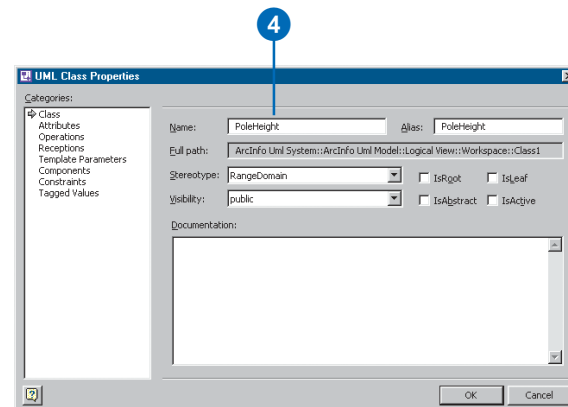 4
UML Class Properties
Categories:
Class
Attributes
Operations
Receptions
Template Parameters
Components
Constraints
Tagged Values
Name: PoleHeight Alias: PoleHeight
Full path: ArcInfo Uml System::ArcInfo Uml Model::Logical View::Workspace::Class1
Stereotype: RangeDomain IsRoot IsLeaf
Visibility: public IsAbstract IsActive
Documentation:
OK Cancel